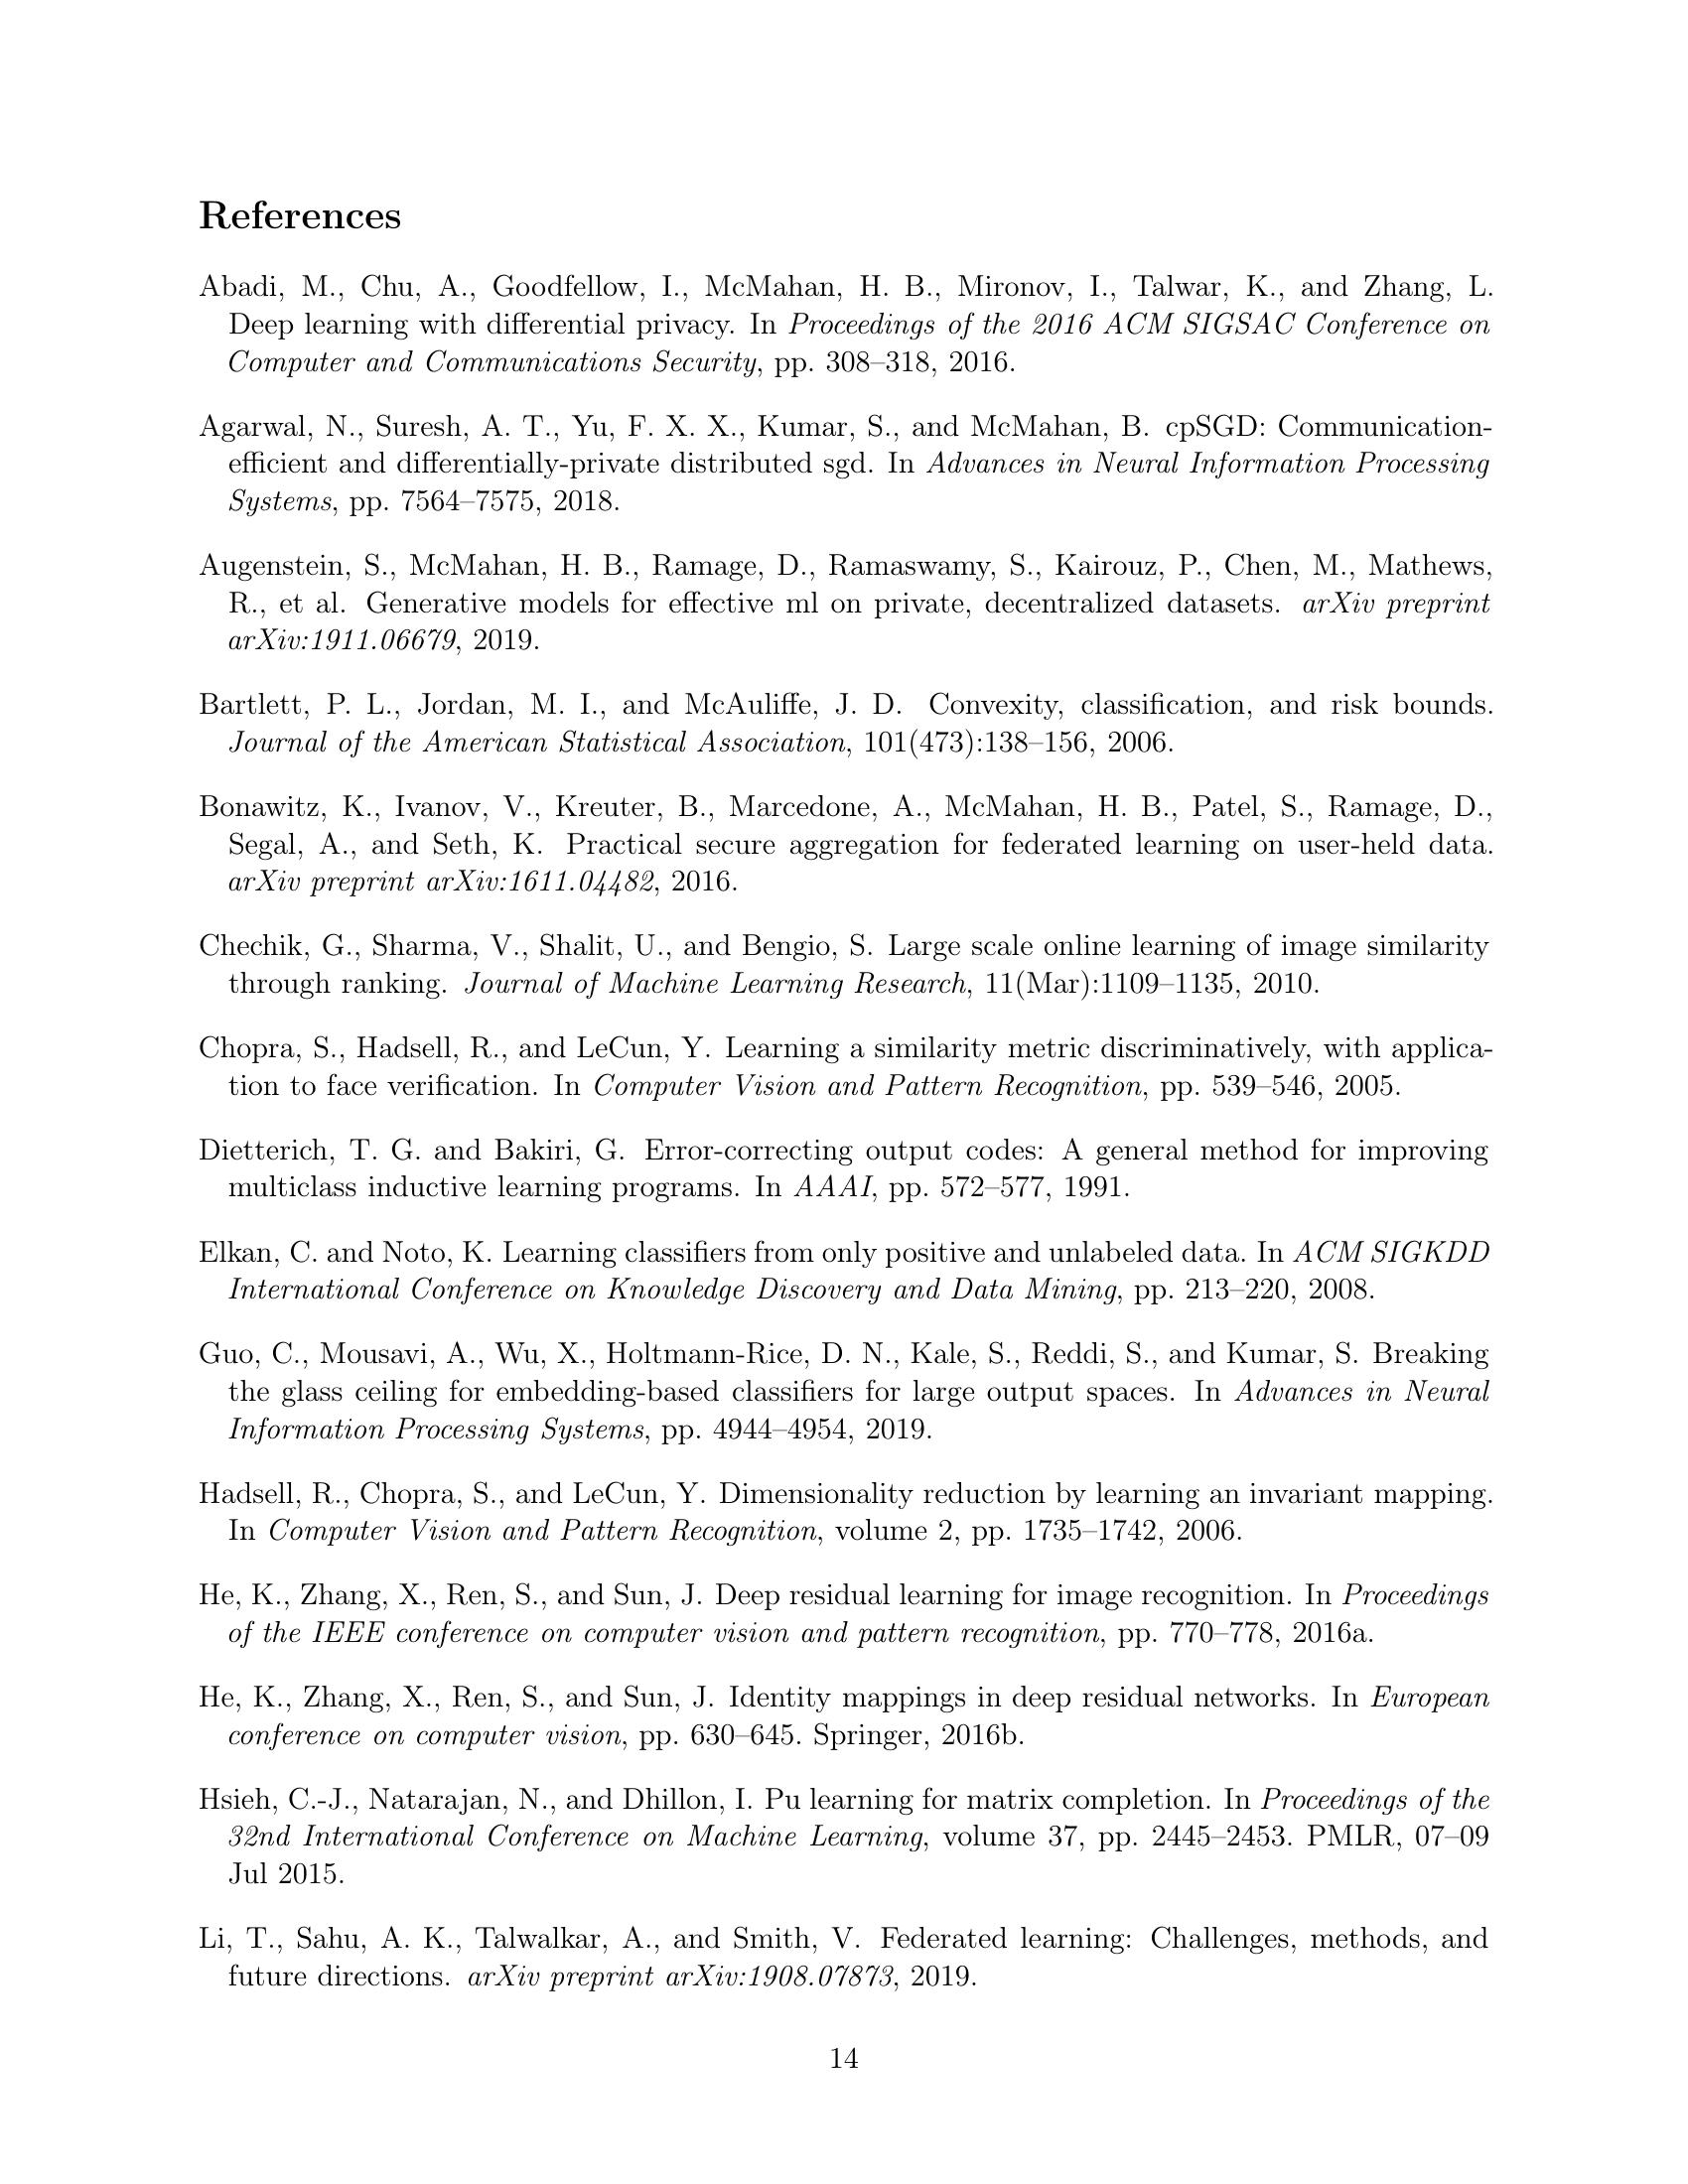 References
Abadi, M., Chu, A., Goodfellow, I., McMahan, H. B., Mironov, I., Talwar, K., and Zhang, L.
Deep learning with differential privacy. In Proceedings of the 2016 ACM SIGSAC Conference on
Computer and Communications Security, pp. 308–318, 2016.
Agarwal, N., Suresh, A. T., Yu, F. X. X., Kumar, S., and McMahan, B. cpSGD: Communication-
efficient and differentially-private distributed sgd. In Advances in Neural Information Processing
Systems, pp. 7564–7575, 2018.
Augenstein, S., McMahan, H. B., Ramage, D., Ramaswamy, S., Kairouz, P., Chen, M., Mathews,
R., et al. Generative models for effective ml on private, decentralized datasets. arXiv preprint
arXiv:1911.06679, 2019.
Bartlett, P. L., Jordan, M. I., and McAuliffe, J. D. Convexity, classification, and risk bounds.
Journal of the American Statistical Association, 101(473):138–156, 2006.
Bonawitz, K., Ivanov, V., Kreuter, B., Marcedone, A., McMahan, H. B., Patel, S., Ramage, D.,
Segal, A., and Seth, K. Practical secure aggregation for federated learning on user-held data.
arXiv preprint arXiv:1611.04482, 2016.
Chechik, G., Sharma, V., Shalit, U., and Bengio, S. Large scale online learning of image similarity
through ranking. Journal of Machine Learning Research, 11(Mar):1109–1135, 2010.
Chopra, S., Hadsell, R., and LeCun, Y. Learning a similarity metric discriminatively, with applica-
tion to face verification. In Computer Vision and Pattern Recognition, pp. 539–546, 2005.
Dietterich, T. G. and Bakiri, G. Error-correcting output codes: A general method for improving
multiclass inductive learning programs. In AAAI, pp. 572–577, 1991.
Elkan, C. and Noto, K. Learning classifiers from only positive and unlabeled data. In ACM SIGKDD
International Conference on Knowledge Discovery and Data Mining, pp. 213–220, 2008.
Guo, C., Mousavi, A., Wu, X., Holtmann-Rice, D. N., Kale, S., Reddi, S., and Kumar, S. Breaking
the glass ceiling for embedding-based classifiers for large output spaces. In Advances in Neural
Information Processing Systems, pp. 4944–4954, 2019.
Hadsell, R., Chopra, S., and LeCun, Y. Dimensionality reduction by learning an invariant mapping.
In Computer Vision and Pattern Recognition, volume 2, pp. 1735–1742, 2006.
He, K., Zhang, X., Ren, S., and Sun, J. Deep residual learning for image recognition. In Proceedings
of the IEEE conference on computer vision and pattern recognition, pp. 770–778, 2016a.
He, K., Zhang, X., Ren, S., and Sun, J. Identity mappings in deep residual networks. In European
conference on computer vision, pp. 630–645. Springer, 2016b.
Hsieh, C.-J., Natarajan, N., and Dhillon, I. Pu learning for matrix completion. In Proceedings of the
32nd International Conference on Machine Learning, volume 37, pp. 2445–2453. PMLR, 07–09
Jul 2015.
Li, T., Sahu, A. K., Talwalkar, A., and Smith, V. Federated learning: Challenges, methods, and
future directions. arXiv preprint arXiv:1908.07873, 2019.
14